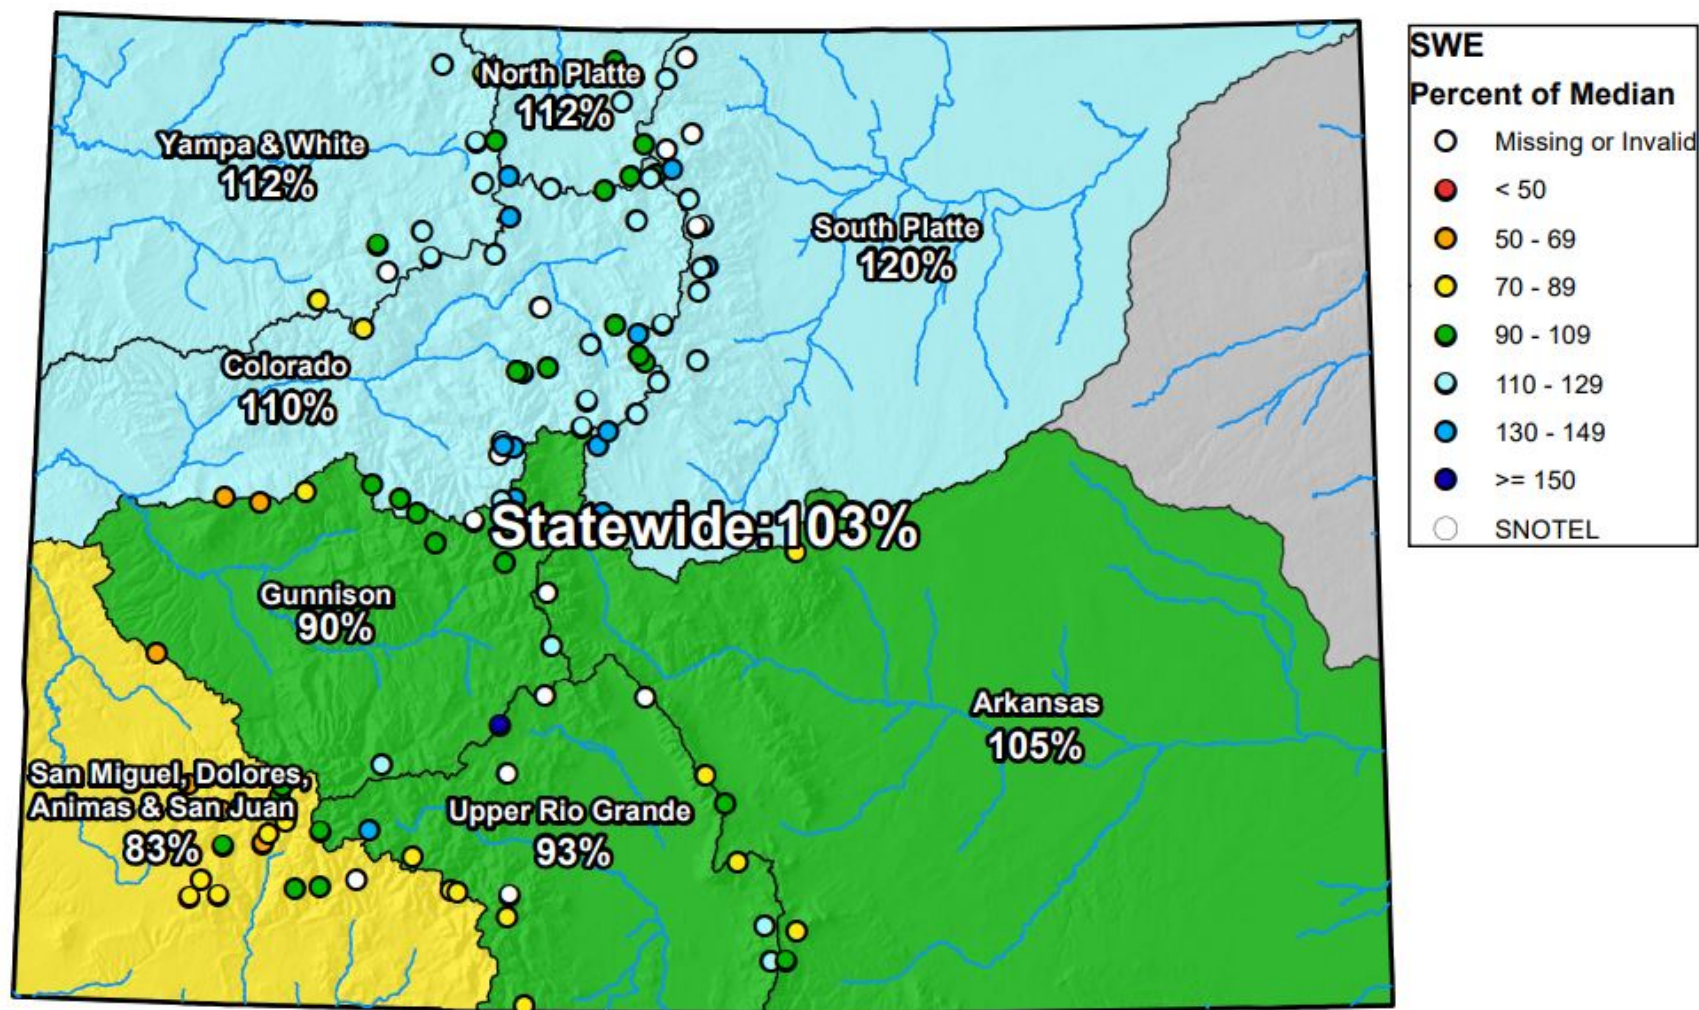 North Platte
112%
Yampa & White
112%
South Platte
120%
Colorado
110%
Statewide:103%
Gunnison
90%
Arkansas
105%
San Miguel, Dolores,
Animas & San Juan
83%
Upper Rio Grande
93%
SWE
Percent of Median
Missing or Invalid
< 50
50 - 69
70 - 89
90 - 109
110 - 129
130 - 149
>= 150
SNOTEL